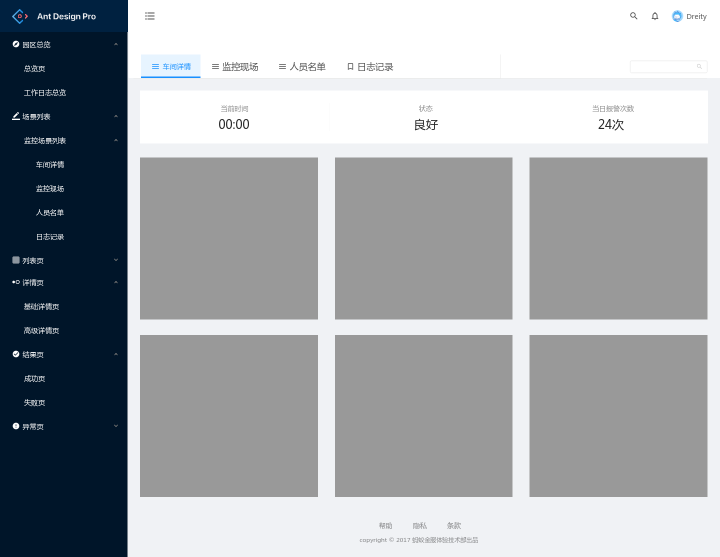 Ant Design Pro
Dreity
园区总览
总览页
工作日志总览
场景列表
监控场景列表
车间详情
监控现场
人员名单
日志记录
列表页
详情页
基础详情页
高级详情页
结果页
成功页
失败页
异常页
车间详情 监控现场 人员名单 日志记录
当前时间 状态 当日报警次数
00:00 良好 24次
帮助 隐私 条款
copyright © 2017 蚂蚁金服体验技术部出品